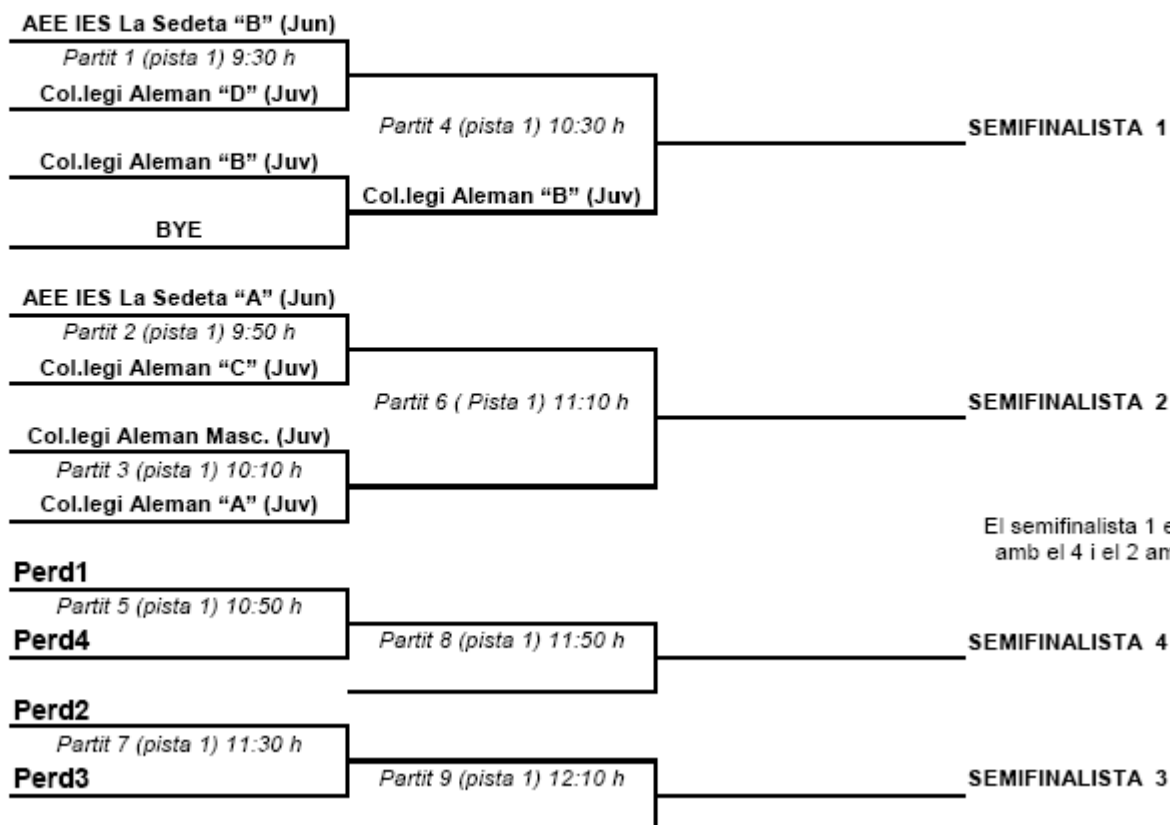 AEE IES La Sedeta “B” (Jun)
Partit 1 (pista 1) 9:30 h
Col.legi Aleman “D” (Juv)
Partit 4 (pista 1) 10:30 h
SEMIFINALISTA 1
Col.legi Aleman “B” (Juv)
Col.legi Aleman “B” (Juv)
BYE
AEE IES La Sedeta “A” (Jun)
Partit 2 (pista 1) 9:50 h
Col.legi Aleman “C” (Juv)
Partit 6 ( Pista 1) 11:10 h
SEMIFINALISTA 2
Col.legi Aleman Masc. (Juv)
Partit 3 (pista 1) 10:10 h
Col.legi Aleman “A” (Juv)
El semifinalista 1
amb el 4 i el 2
Perd1
Partit 5 (pista 1) 10:50 h
Perd4
Partit 8 (pista 1) 11:50 h
SEMIFINALISTA 4
Perd2
Partit 7 (pista 1) 11:30 h
Perd3
Partit 9 (pista 1) 12:10 h
SEMIFINALISTA 3